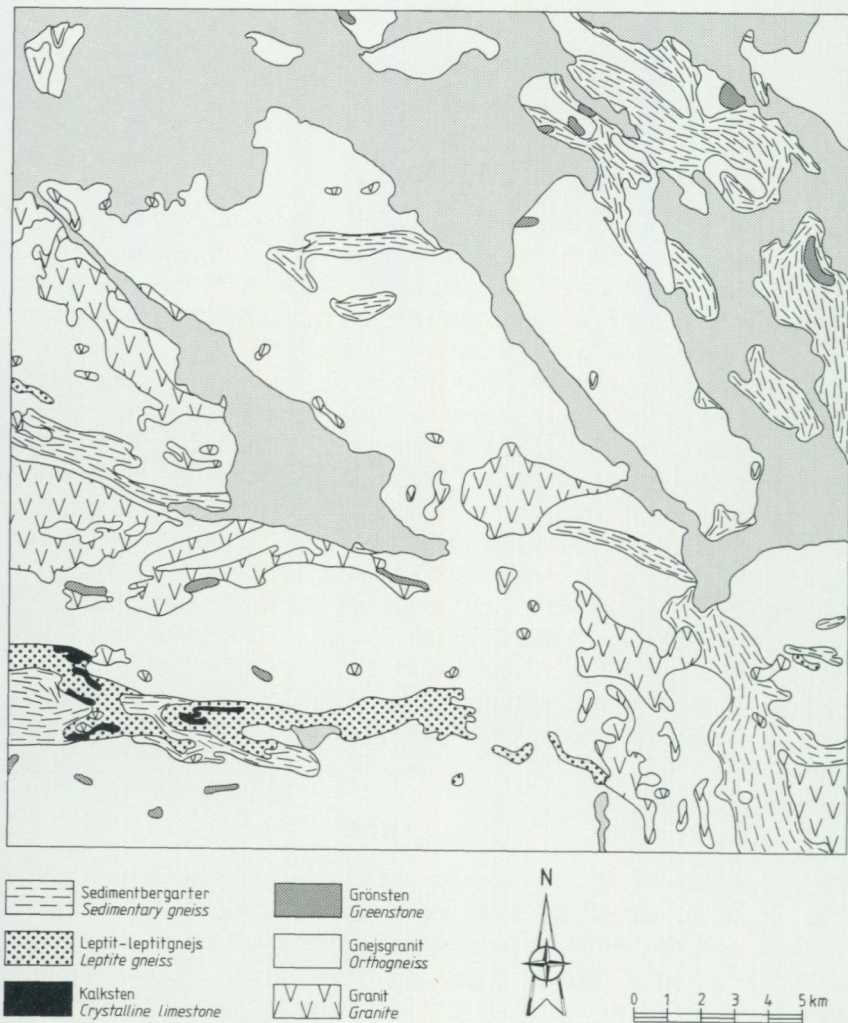 Sedimentbergarter
Sedimentary gneiss
Leptit-leptitgnejs
Leptite gneiss
Kalksten
Crystalline limestone
Grönsten
Greenstone
Gnejsgranit
Orthogneiss
Granit
Granite
N
0 1 2 3 4 5 km